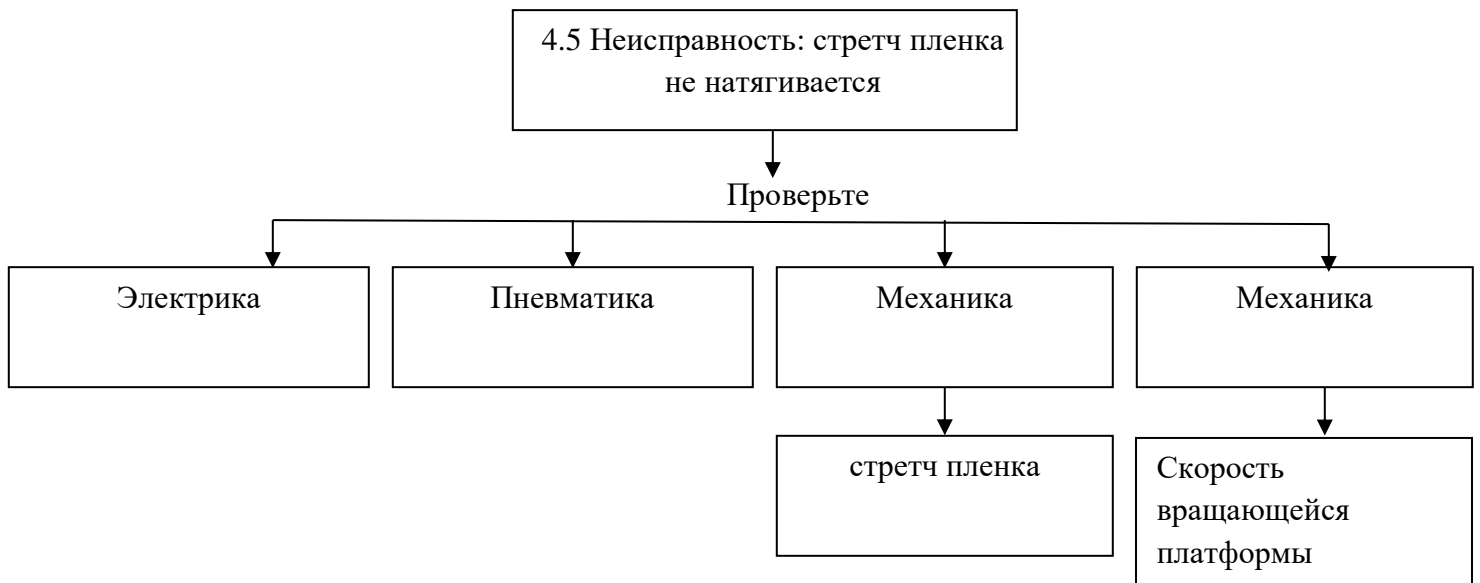 4.5 Неисправность: стретч пленка
не натягивается
Проверьте
Электрика
Пневматика
Механика
Механика
стретч пленка
Скорость
вращающейся
платформы